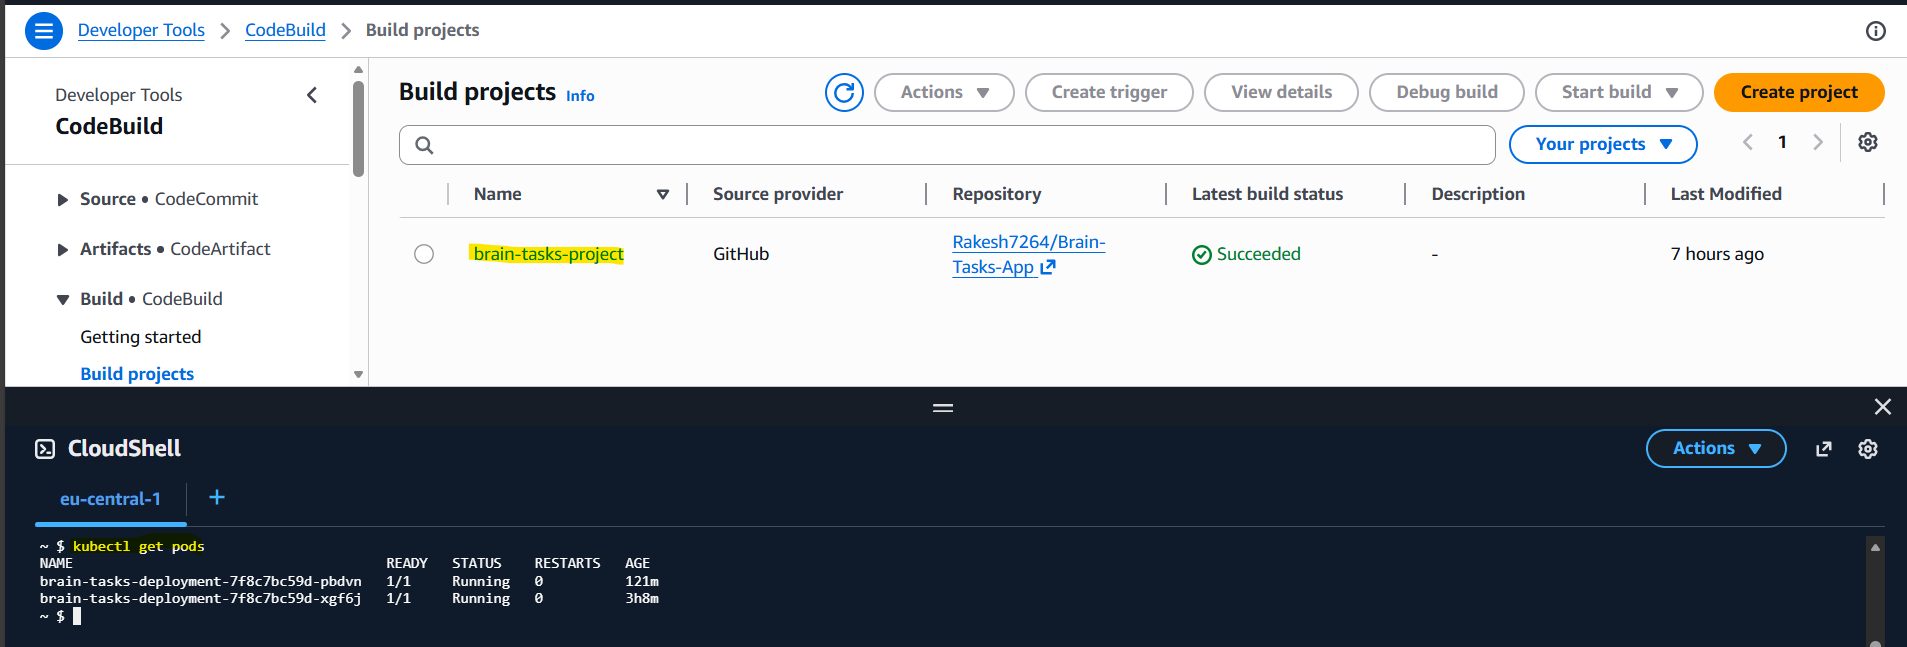 Developer Tools > CodeBuild > Build projects
Developer Tools
CodeBuild
Source • CodeCommit
Artifacts • CodeArtifact
Build • CodeBuild
Getting started
Build projects
Build projects Info
Actions Create trigger View details Debug build Start build Create project
Your projects 1
Name Source provider Repository Latest build status Description Last Modified
brain-tasks-project GitHub Rakesh7264/Brain- Succeeded - 7 hours ago
Tasks-App
CloudShell Actions
eu-central-1 +
~ $ kubectl get pods
NAME READY STATUS RESTARTS AGE
brain-tasks-deployment-7f8c7bc59d-pbdvn 1/1 Running 0 121m
brain-tasks-deployment-7f8c7bc59d-xgf6j 1/1 Running 0 3h8m
~ $